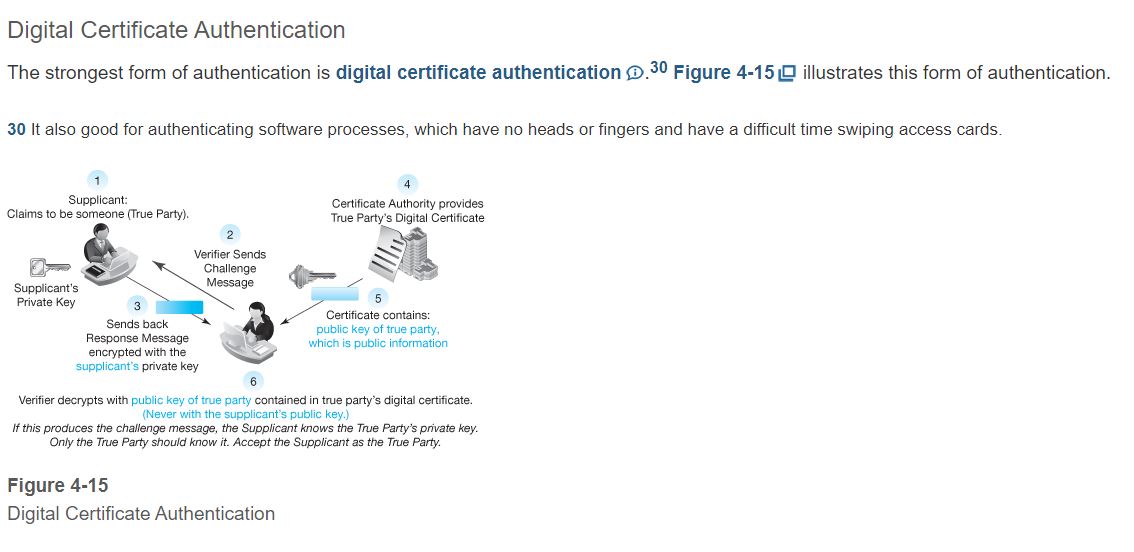 Digital Certificate Authentication
The strongest form of authentication is digital certificate authentication.30 Figure 4-15 illustrates this form of authentication.
30 It also good for authenticating software processes, which have no heads or fingers and have a difficult time swiping access cards.
1
Supplicant:
Claims to be someone (True Party).
Supplicant's
Private Key
2
Verifier Sends
Challenge
Message
3
Sends back
Response Message
encrypted with the
supplicant's private key
4
Certificate Authority provides
True Party's Digital Certificate
5
Certificate contains:
public key of true party,
which is public information
6
Verifier decrypts with public key of true party contained in true party's digital certificate.
(Never with the supplicant's public key.)
If this produces the challenge message, the Supplicant knows the True Party's private key.
Only the True Party should know it. Accept the Supplicant as the True Party.
Figure 4-15
Digital Certificate Authentication